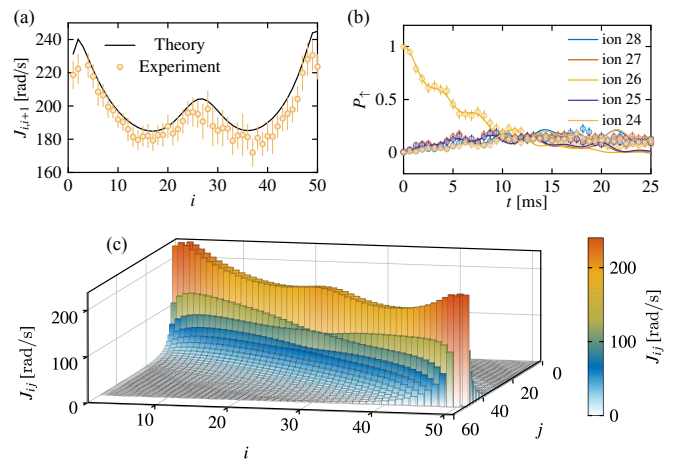 (a)
240
220
200
180
160
J_{i,i+1} [rad/s]
Theory
Experiment
0 10 20 30 40 50
i
(b)
1
0.5
0
P_↑
ion 28
ion 27
ion 26
ion 25
ion 24
0 5 10 15 20 25
t [ms]
(c)
200
100
0
J_{ij} [rad/s]
10 20 30 40 50
i
60 40 20 0
j
200
100
0
J_{ij} [rad/s]